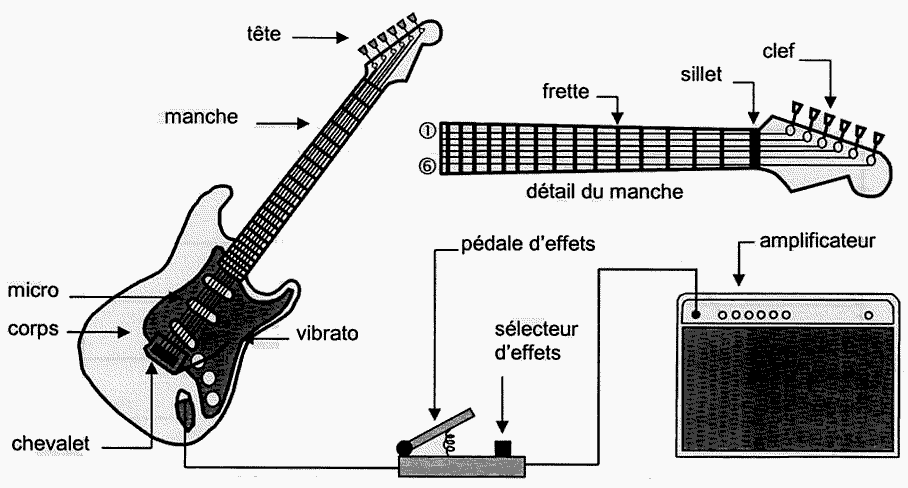 tête
manche
micro
corps
chevalet
vibrato
clef
sillet
frette
①
⑥
détail du manche
pédale d'effets
sélecteur
d'effets
amplificateur